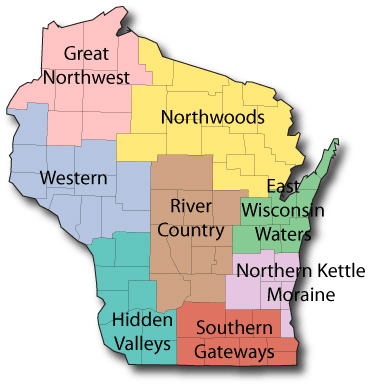 Great
Northwest
Northwoods
Western
East
Wisconsin
Waters
River
Country
Northern Kettle
Moraine
Hidden
Valleys
Southern
Gateways